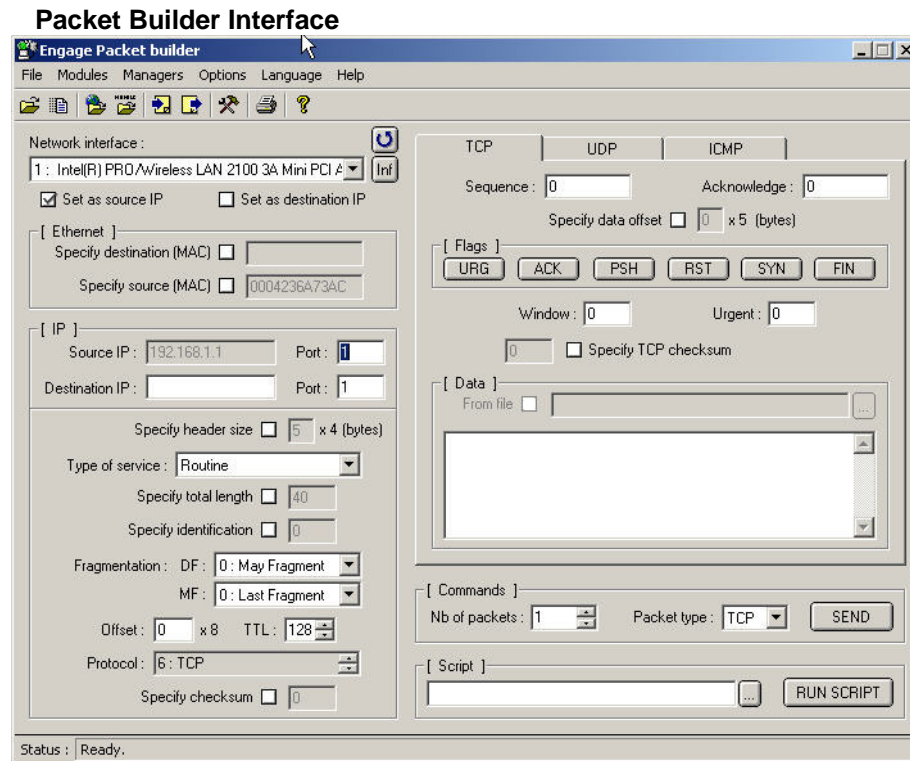 Packet Builder Interface
Engage Packet builder
File Modules Managers Options Language Help
Network interface :
1 : Intel(R) PRO/Wireless LAN 2100 3A Mini PCI A
Inf
Set as source IP Set as destination IP
[ Ethernet ]
Specify destination (MAC)
Specify source (MAC) 0004236A73AC
[ IP ]
Source IP : 192.168.1.1 Port : 1
Destination IP : Port : 1
Specify header size 5 x 4 (bytes)
Type of service : Routine
Specify total length 40
Specify identification 0
Fragmentation : DF : 0 : May Fragment
MF : 0 : Last Fragment
Offset : 0 x 8 TTL : 128
Protocol : 6 : TCP
Specify checksum 0
TCP UDP ICMP
Sequence : 0 Acknowledge : 0
Specify data offset 0 x 5 (bytes)
[ Flags ]
URG ACK PSH RST SYN FIN
Window : 0 Urgent : 0
0 Specify TCP checksum
[ Data ]
From file ...
[ Commands ]
Nb of packets : 1 Packet type : TCP SEND
[ Script ]
... RUN SCRIPT
Status : Ready.